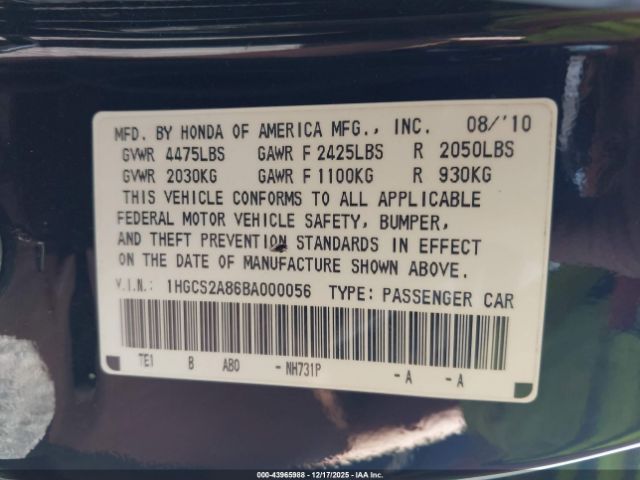 MFD. BY HONDA OF AMERICA MFG., INC. 08/'10
GVWR 4475LBS GAWR F 2425LBS R 2050LBS
GVWR 2030KG GAWR F 1100KG R 930KG
THIS VEHICLE CONFORMS TO ALL APPLICABLE
FEDERAL MOTOR VEHICLE SAFETY, BUMPER,
AND THEFT PREVENTION STANDARDS IN EFFECT
ON THE DATE OF MANUFACTURE SHOWN ABOVE.
V.I.N.: 1HGCS2A86BA000056 TYPE: PASSENGER CAR
TE1 B AB0 -NH731P -A -A
000-43965988 - 12/17/2025 - IAA Inc.